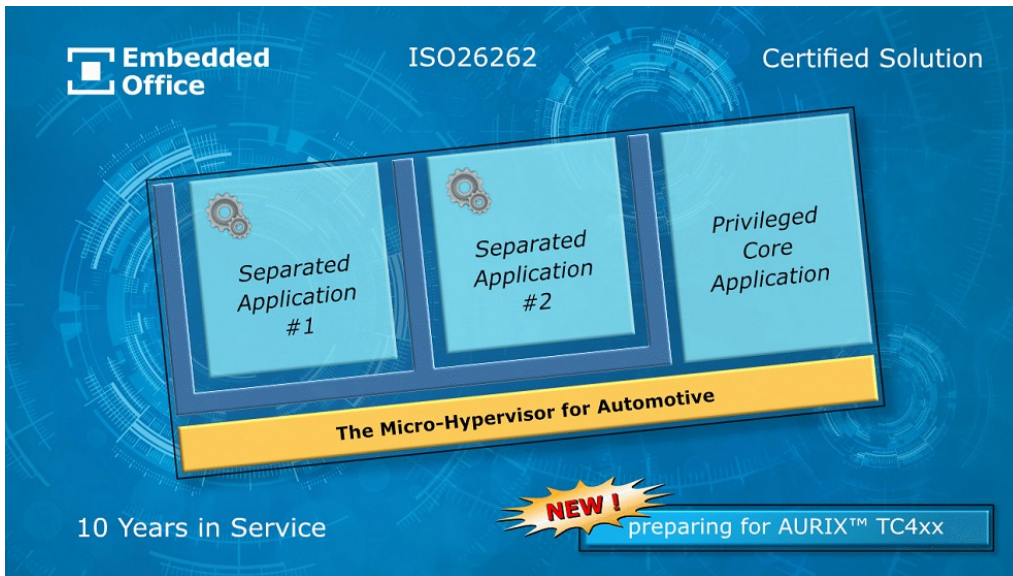 Embedded
Office
ISO26262
Certified Solution
Separated
Application
#1
Separated
Application
#2
Privileged
Core
Application
The Micro-Hypervisor for Automotive
10 Years in Service
NEW !
preparing for AURIX™ TC4xx